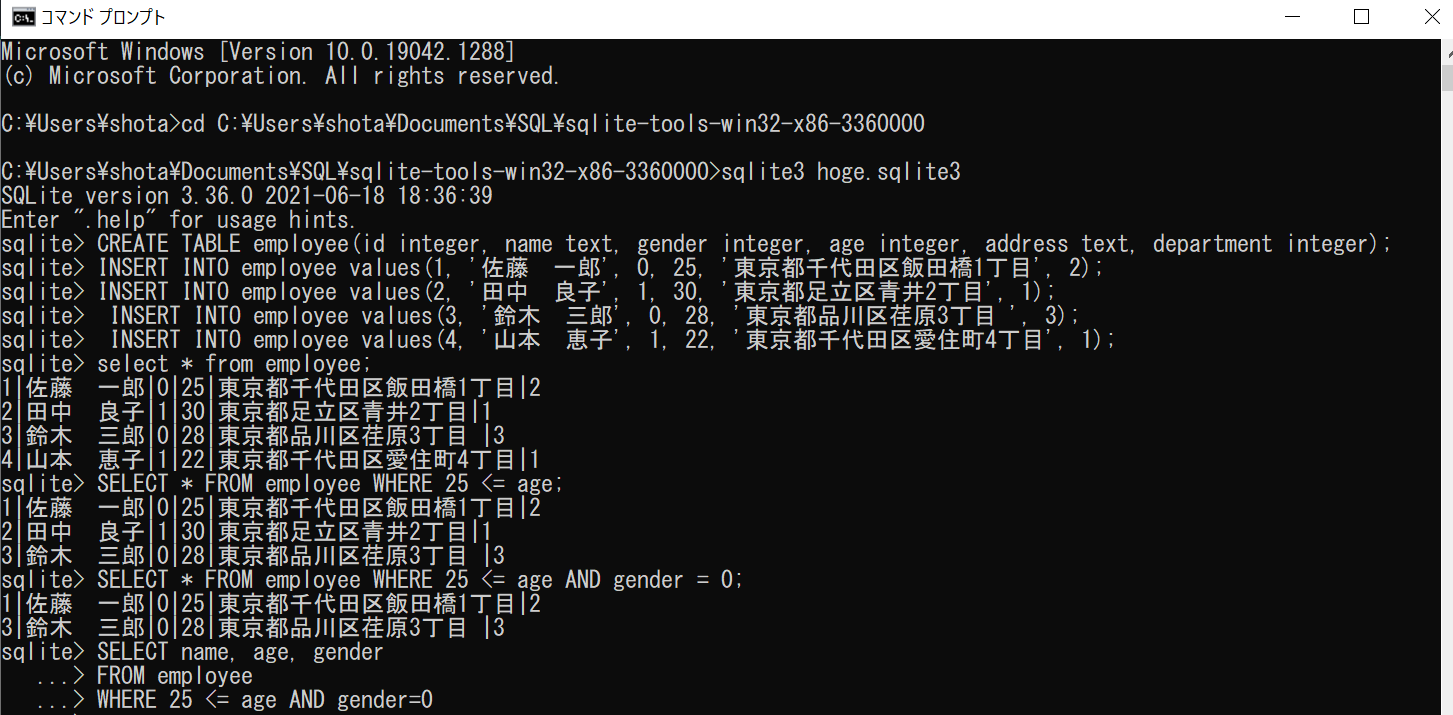 コマンド プロンプト
Microsoft Windows [Version 10.0.19042.1288]
(c) Microsoft Corporation. All rights reserved.
C:¥Users¥shota>cd C:¥Users¥shota¥Documents¥SQL¥sqlite-tools-win32-x86-3360000
C:¥Users¥shota¥Documents¥SQL¥sqlite-tools-win32-x86-3360000>sqlite3 hoge.sqlite3
SQLite version 3.36.0 2021-06-18 18:36:39
Enter ".help" for usage hints.
sqlite> CREATE TABLE employee(id integer, name text, gender integer, age integer, address text, department integer);
sqlite> INSERT INTO employee values(1, '佐藤　一郎', 0, 25, '東京都千代田区飯田橋1丁目', 2);
sqlite> INSERT INTO employee values(2, '田中　良子', 1, 30, '東京都足立区青井2丁目', 1);
sqlite>  INSERT INTO employee values(3, '鈴木　三郎', 0, 28, '東京都品川区荏原3丁目 ', 3);
sqlite>  INSERT INTO employee values(4, '山本　恵子', 1, 22, '東京都千代田区愛住町4丁目', 1);
sqlite> select * from employee;
1|佐藤　一郎|0|25|東京都千代田区飯田橋1丁目|2
2|田中　良子|1|30|東京都足立区青井2丁目|1
3|鈴木　三郎|0|28|東京都品川区荏原3丁目 |3
4|山本　恵子|1|22|東京都千代田区愛住町4丁目|1
sqlite> SELECT * FROM employee WHERE 25 <= age;
1|佐藤　一郎|0|25|東京都千代田区飯田橋1丁目|2
2|田中　良子|1|30|東京都足立区青井2丁目|1
3|鈴木　三郎|0|28|東京都品川区荏原3丁目 |3
sqlite> SELECT * FROM employee WHERE 25 <= age AND gender = 0;
1|佐藤　一郎|0|25|東京都千代田区飯田橋1丁目|2
3|鈴木　三郎|0|28|東京都品川区荏原3丁目 |3
sqlite> SELECT name, age, gender
   ...> FROM employee
   ...> WHERE 25 <= age AND gender=0